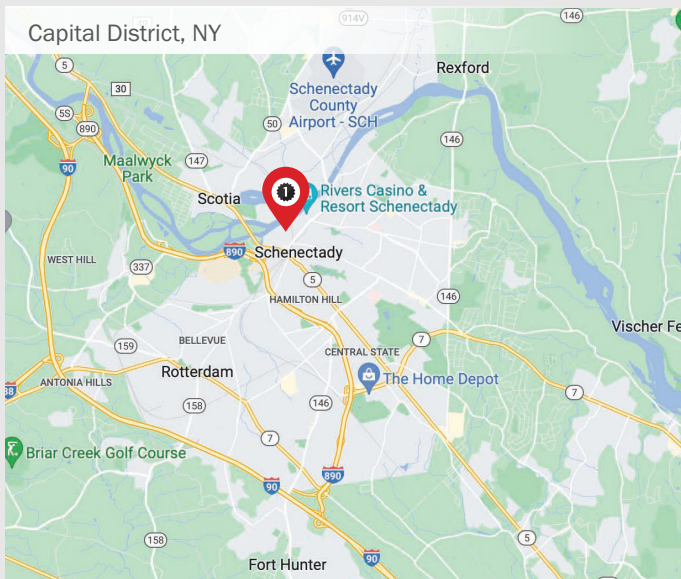 Capital District, NY
914V
146
5
Rexford
30
Schenectady
County
Airport - SCH
5S
890
50
146
90
Maalwyck
Park
147
Scotia
1
Rivers Casino &
Resort Schenectady
890
Schenectady
WEST HILL
337
5
HAMILTON HILL
146
Vischer Fe
159
BELLEVUE
CENTRAL STATE
7
Rotterdam
ANTONIA HILLS
The Home Depot
158
146
7
7
Briar Creek Golf Course
890
90
158
5
90
Fort Hunter